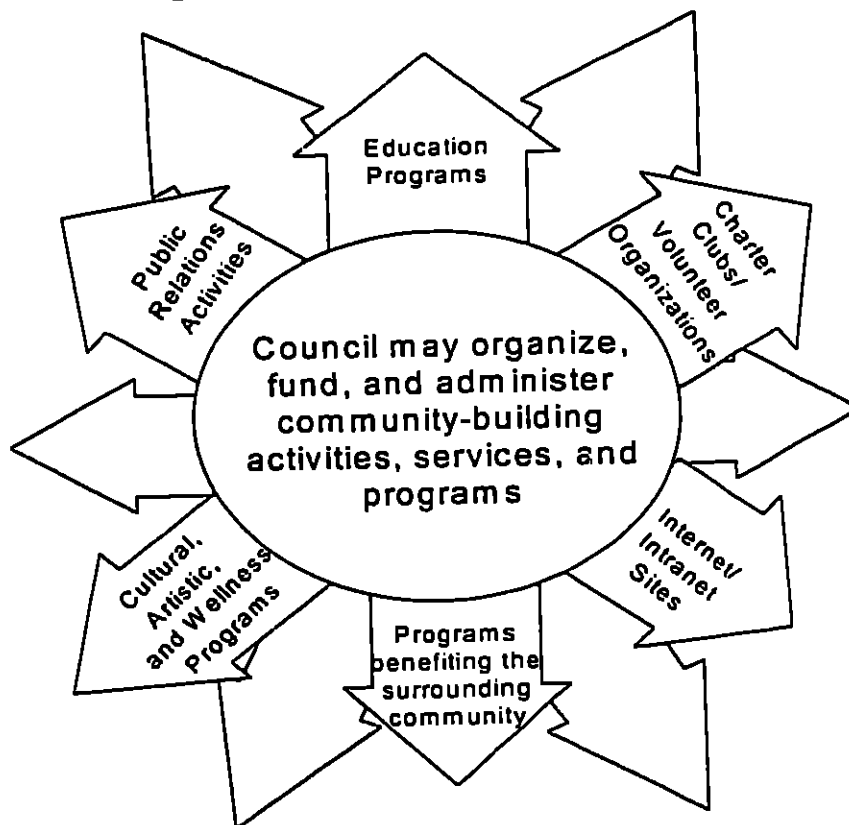 Education
Programs
Public
Relations
Activities
Charter
Clubs/
Volunteer
Organizations
Council may organize,
fund, and administer
community-building
activities, services, and
programs
Cultural,
Artistic,
and Wellness
Programs
Internet/
Intranet
Sites
Programs
benefiting the
surrounding
community